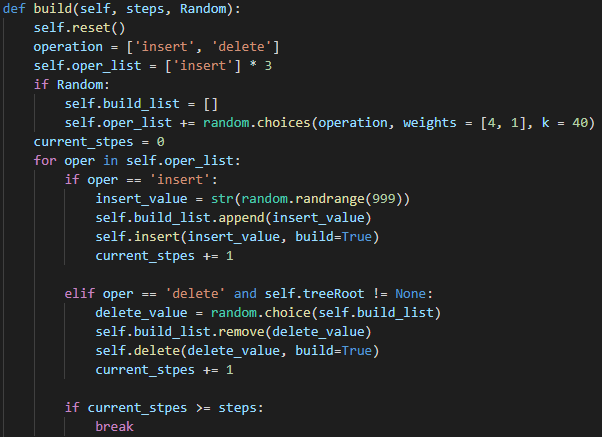 def build(self, steps, Random):
    self.reset()
    operation = ['insert', 'delete']
    self.oper_list = ['insert'] * 3
    if Random:
        self.build_list = []
        self.oper_list += random.choices(operation, weights = [4, 1], k = 40)
    current_stpes = 0
    for oper in self.oper_list:
        if oper == 'insert':
            insert_value = str(random.randrange(999))
            self.build_list.append(insert_value)
            self.insert(insert_value, build=True)
            current_stpes += 1

        elif oper == 'delete' and self.treeRoot != None:
            delete_value = random.choice(self.build_list)
            self.build_list.remove(delete_value)
            self.delete(delete_value, build=True)
            current_stpes += 1

        if current_stpes >= steps:
            break